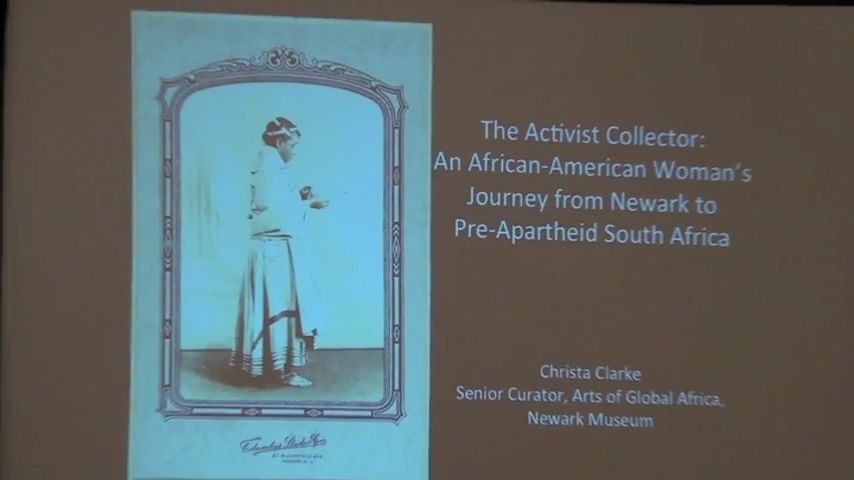 The Activist Collector:
An African-American Woman's
Journey from Newark to
Pre-Apartheid South Africa
Christa Clarke
Senior Curator, Arts of Global Africa,
Newark Museum